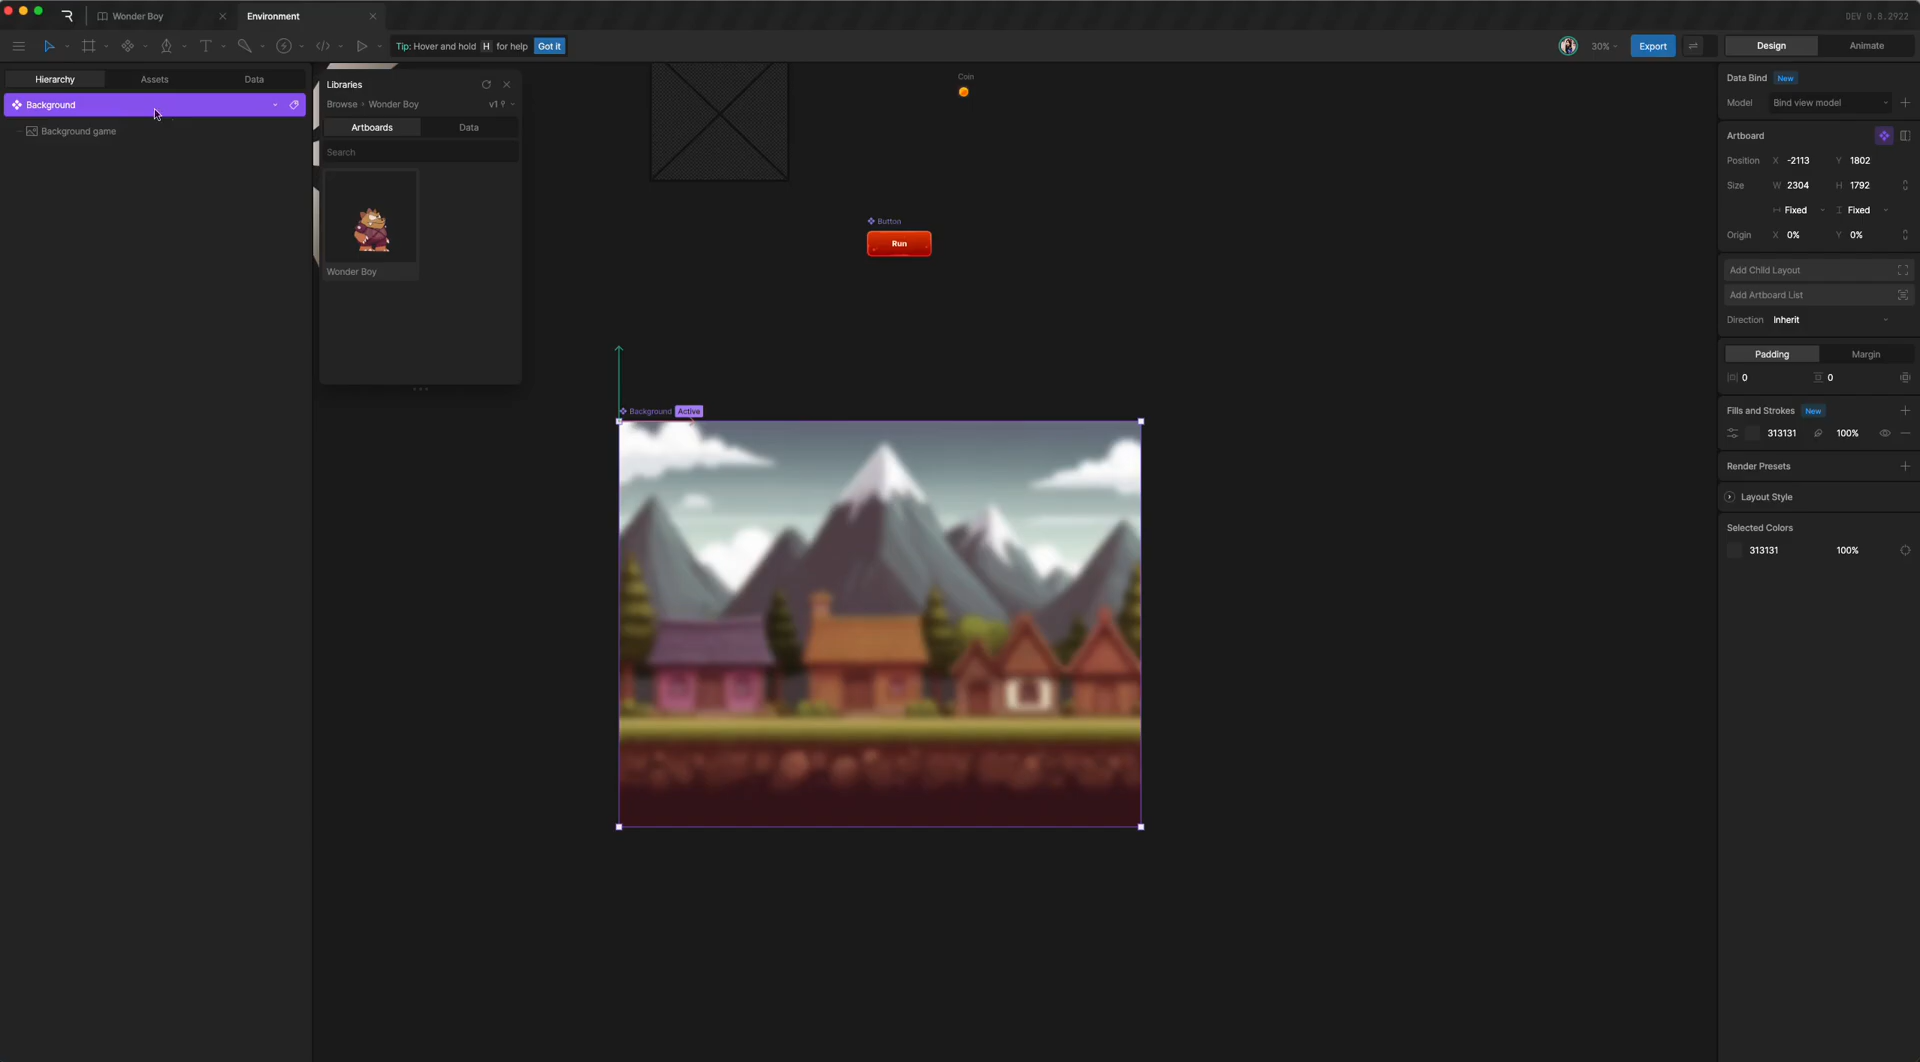 Wonder Boy
Environment
DEV 0.8.2922
Tip: Hover and hold H for help Got it
30%
Export
Design
Animate
Hierarchy
Assets
Data
Background
Background game
Libraries
Browse Wonder Boy
v1
Artboards
Data
Search
Wonder Boy
Coin
Button
Run
Background Active
Data Bind New
Model Bind view model
Artboard
Position X -2113 Y 1802
Size W 2304 H 1792
Fixed Fixed
Origin X 0% Y 0%
Add Child Layout
Add Artboard List
Direction Inherit
Padding Margin
0 0
Fills and Strokes New
313131 100%
Render Presets
Layout Style
Selected Colors
313131 100%